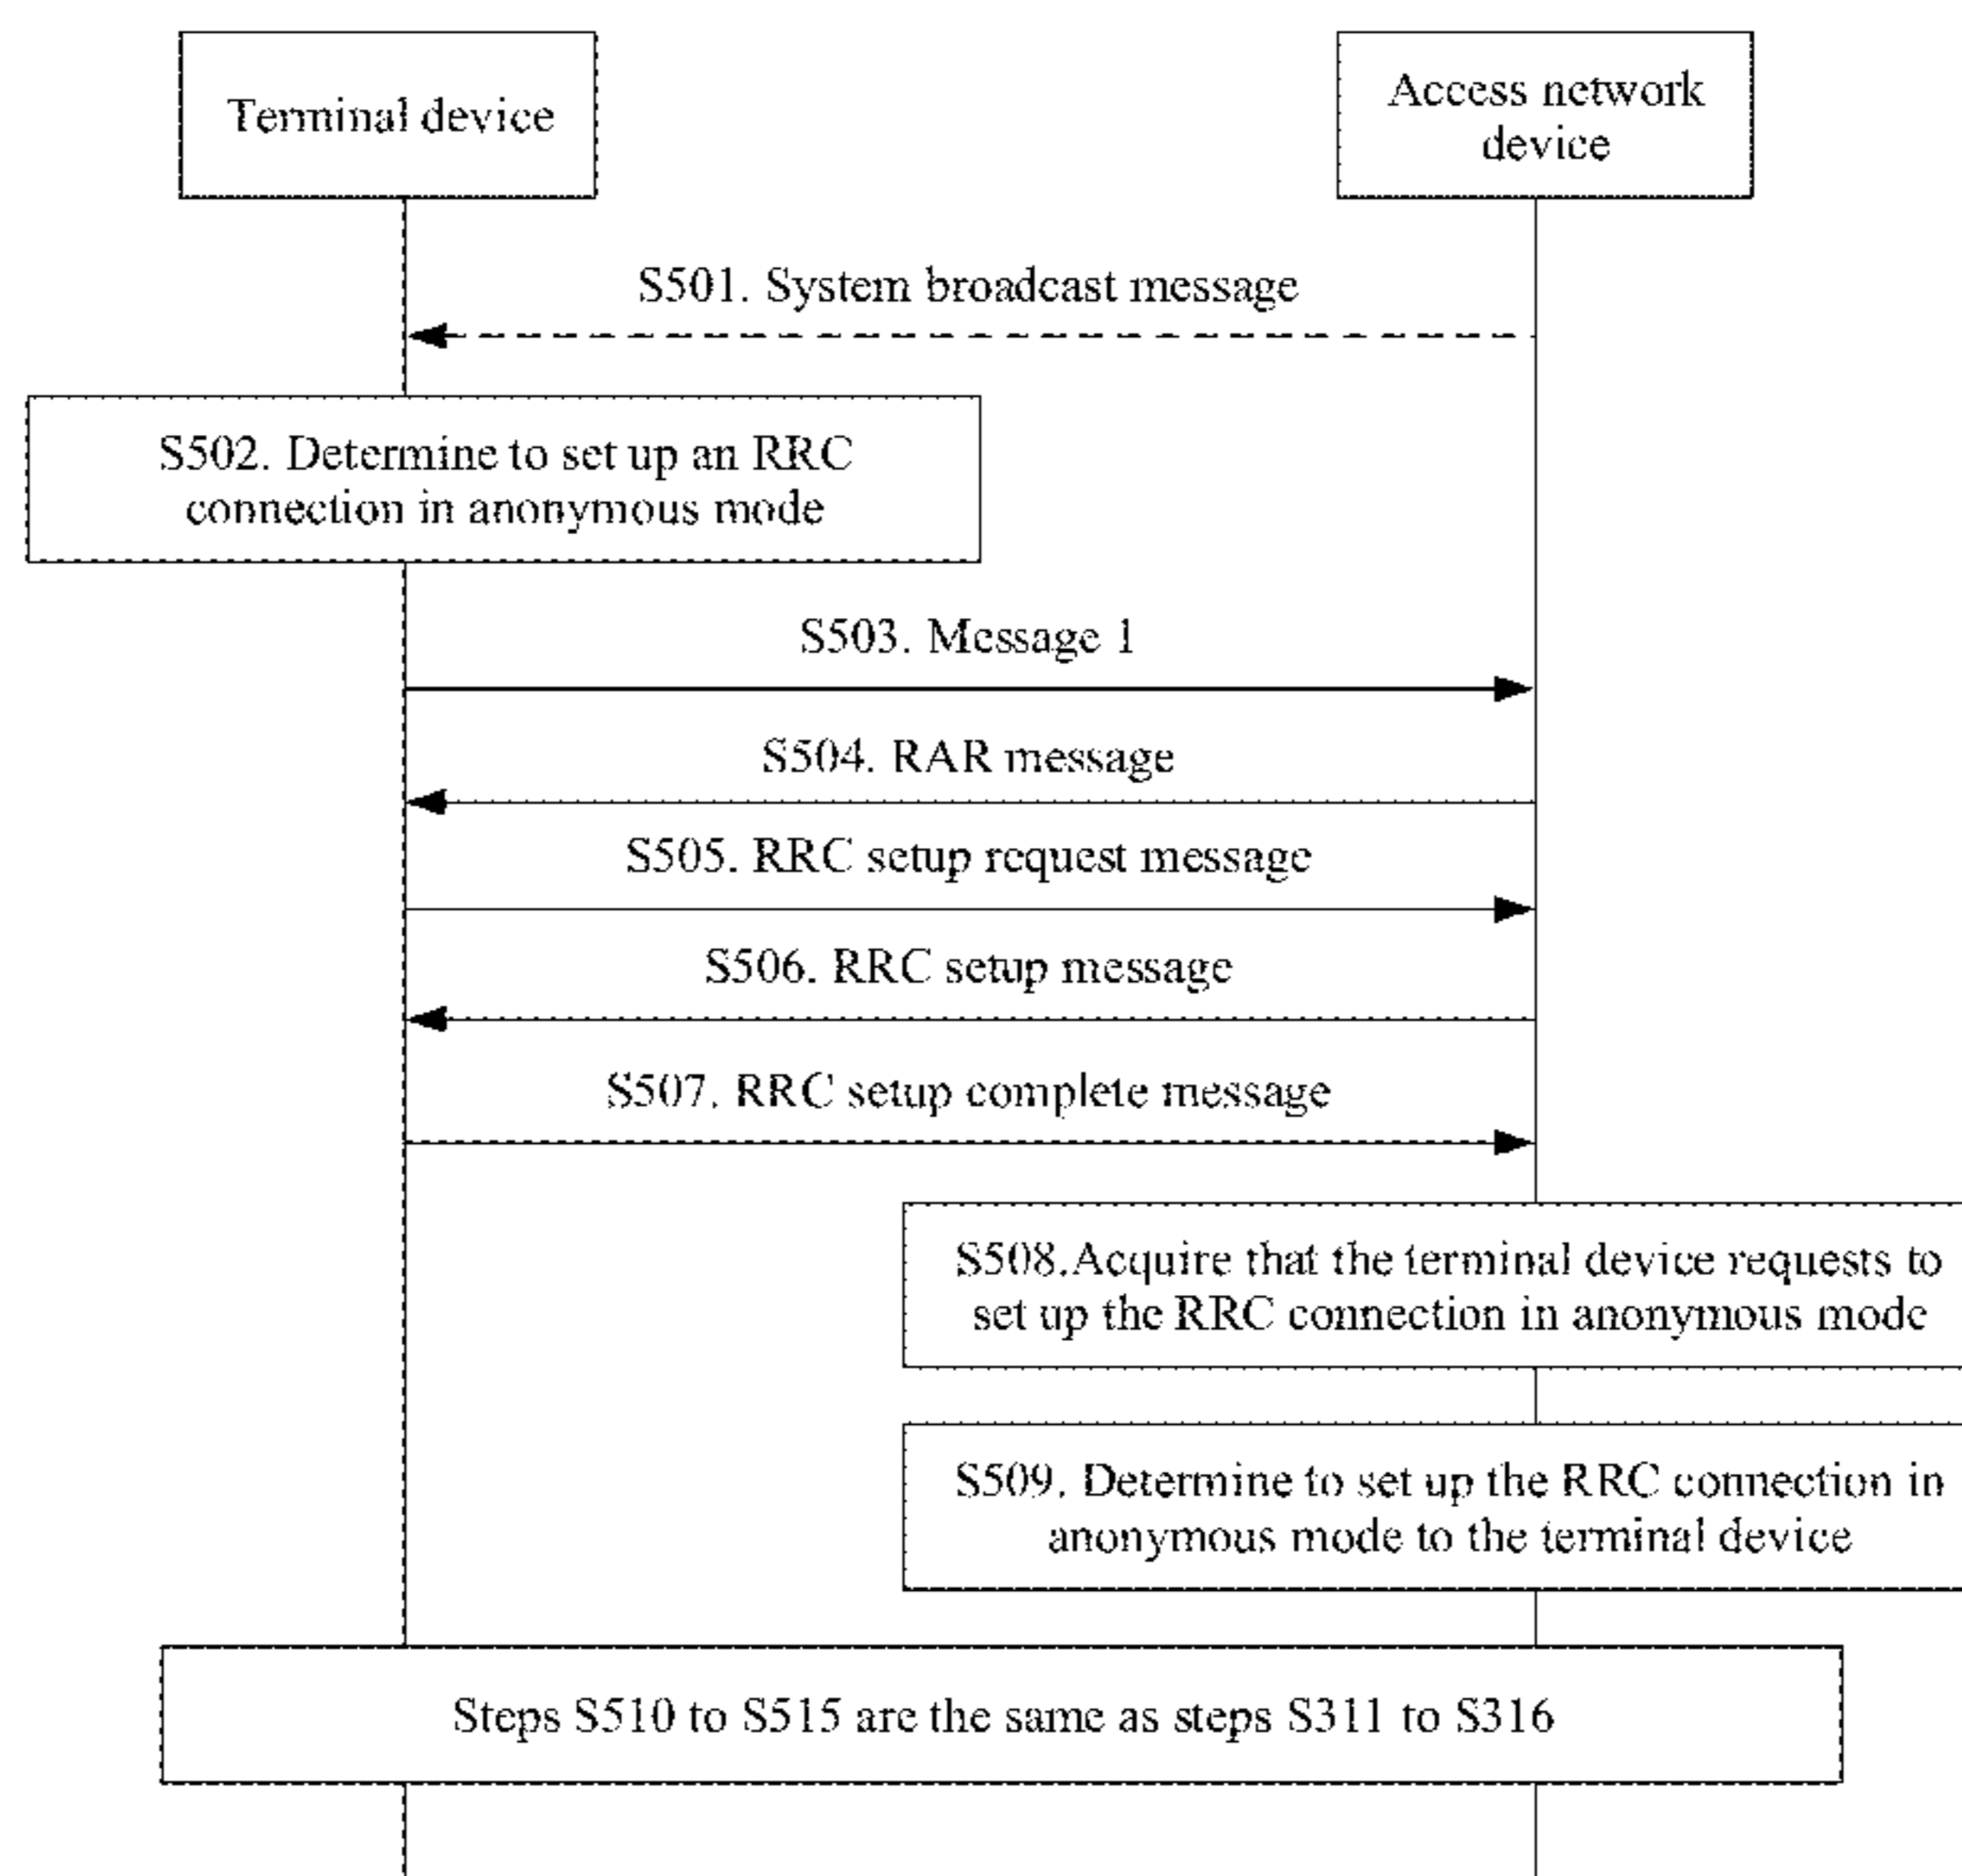 Terminal device
Access network
device
S501. System broadcast message
S502. Determine to set up an RRC
connection in anonymous mode
S503. Message 1
S504. RAR message
S505. RRC setup request message
S506. RRC setup message
S507. RRC setup complete message
S508.Acquire that the terminal device requests to
set up the RRC connection in anonymous mode
S509. Determine to set up the RRC connection in
anonymous mode to the terminal device
Steps S510 to S515 are the same as steps S311 to S316